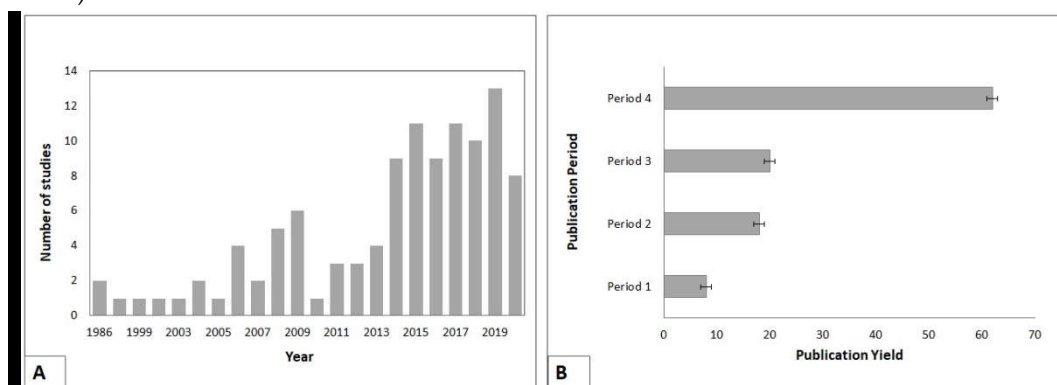 14
12
10
8
6
4
2
0
Number of studies
1986 1999 2003 2005 2007 2009 2011 2013 2015 2017 2019
Year
A
Publication Period
Period 4
Period 3
Period 2
Period 1
0 10 20 30 40 50 60 70
Publication Yield
B